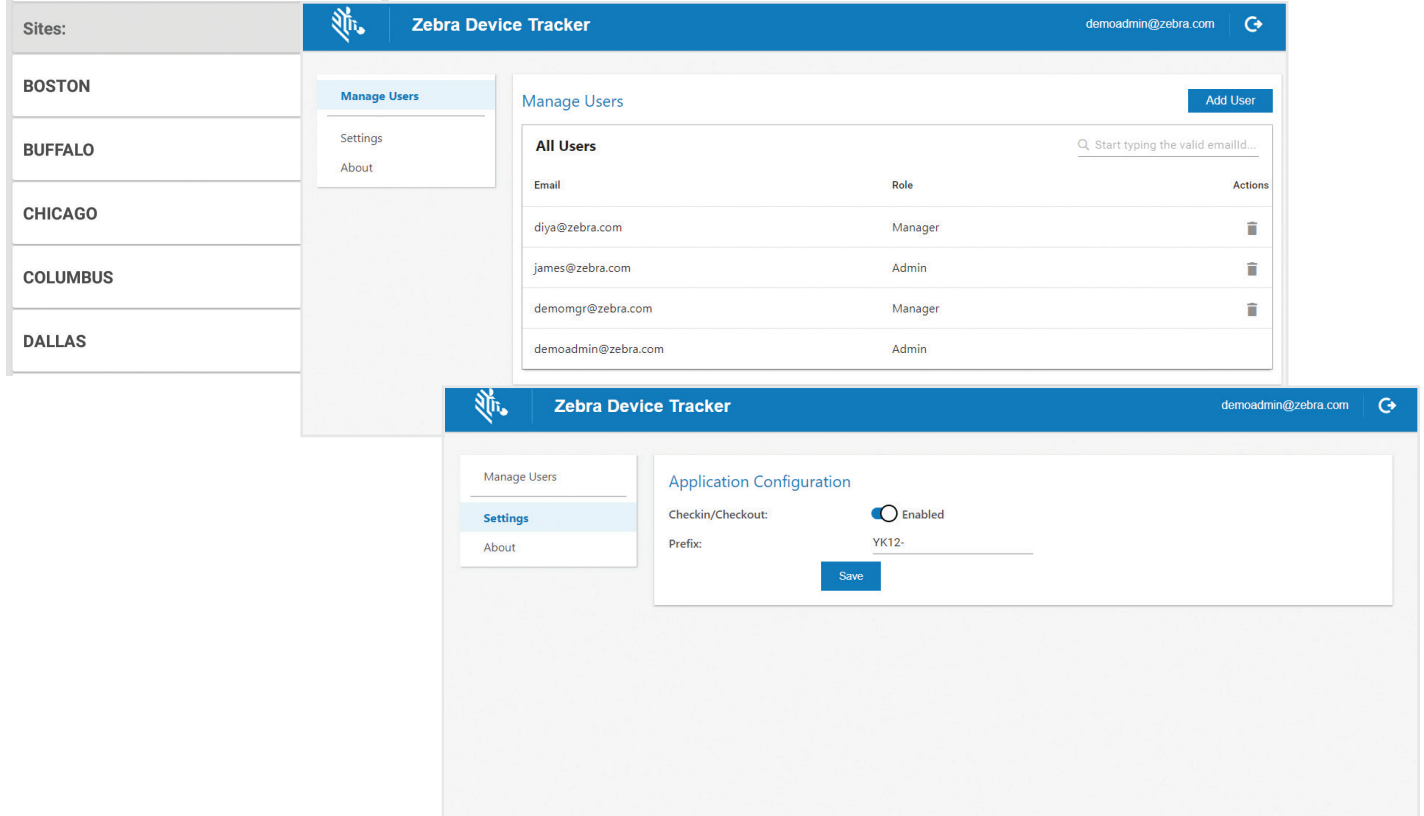 Sites:
BOSTON
BUFFALO
CHICAGO
COLUMBUS
DALLAS
Zebra Device Tracker
demoadmin@zebra.com
Manage Users
Settings
About
Manage Users
Add User
All Users
Start typing the valid emailId...
Email Role Actions
diya@zebra.com Manager
james@zebra.com Admin
demomgr@zebra.com Manager
demoadmin@zebra.com Admin
Zebra Device Tracker
demoadmin@zebra.com
Manage Users
Settings
About
Application Configuration
Checkin/Checkout: Enabled
Prefix: YK12-
Save